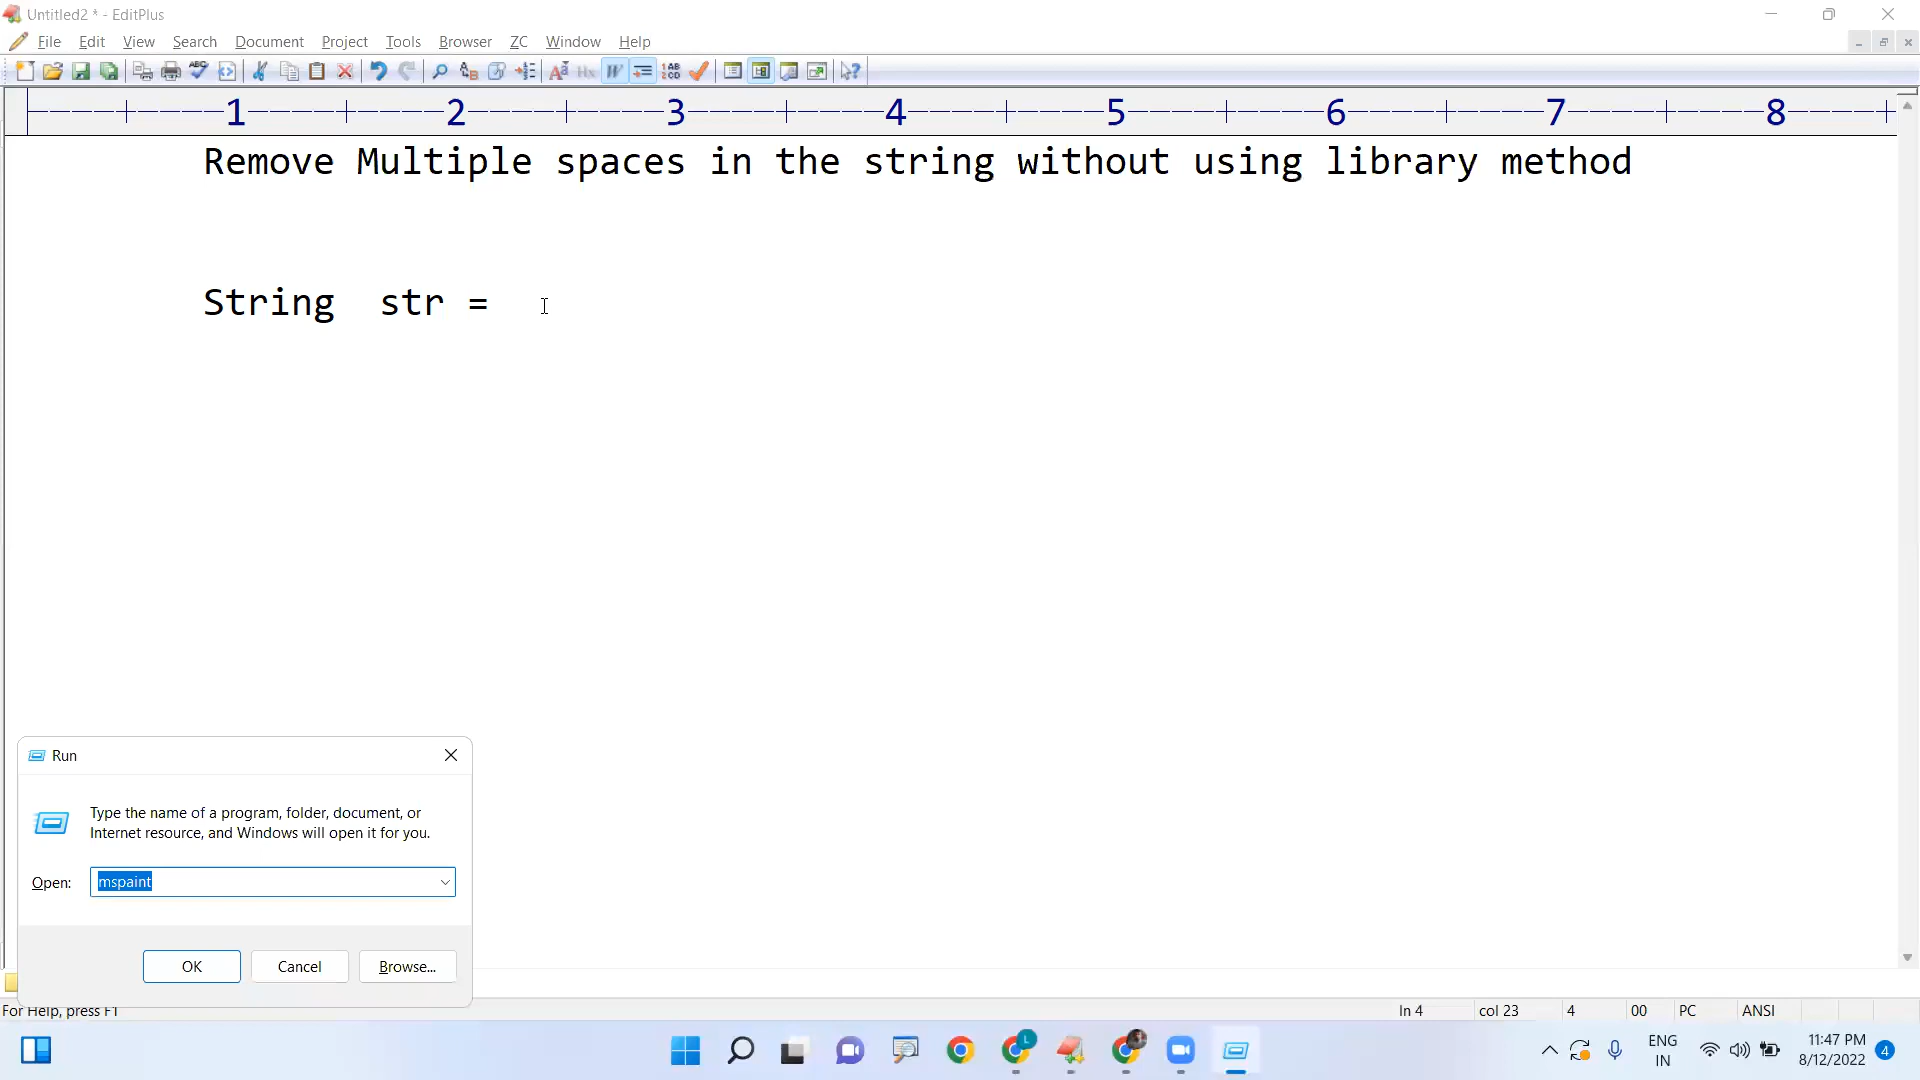 Untitled2 * - EditPlus
File Edit View Search Document Project Tools Browser ZC Window Help
1 2 3 4 5 6 7 8
Remove Multiple spaces in the string without using library method
String  str =
Run
Type the name of a program, folder, document, or
Internet resource, and Windows will open it for you.
Open: mspaint
OK Cancel Browse...
For Help, press F1 ln 4 col 23 4 00 PC ANSI
ENG
IN
11:47 PM
8/12/2022
4